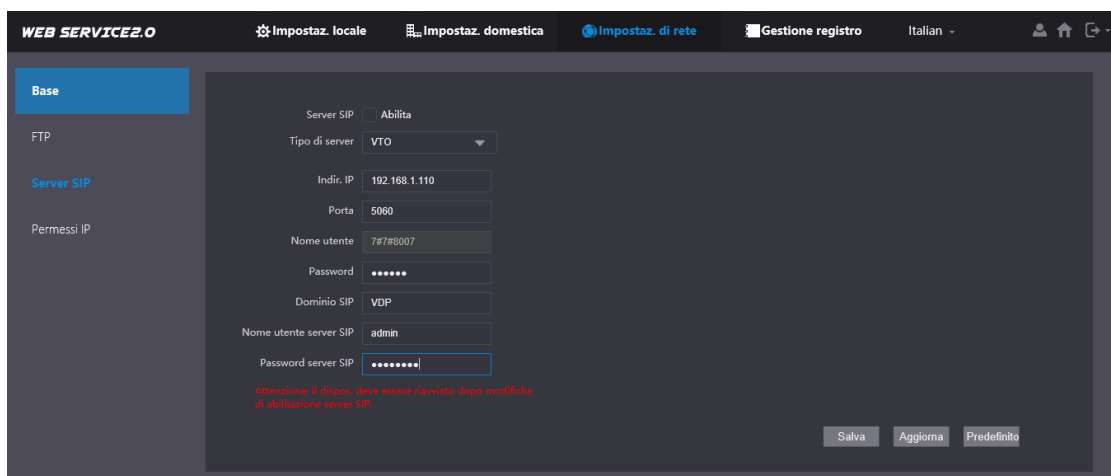 WEB SERVICE2.0 Impostaz. locale Impostaz. domestica Impostaz. di rete Gestione registro Italian
Base
FTP
Server SIP
Permessi IP
Server SIP Abilita
Tipo di server VTO
Indir. IP 192.168.1.110
Porta 5060
Nome utente 7#7#8007
Password ••••••
Dominio SIP VDP
Nome utente server SIP admin
Password server SIP ••••••••
Attenzione: il dispos. deve essere riavviato dopo modifiche
di abilitazione server SIP.
Salva Aggiorna Predefinito